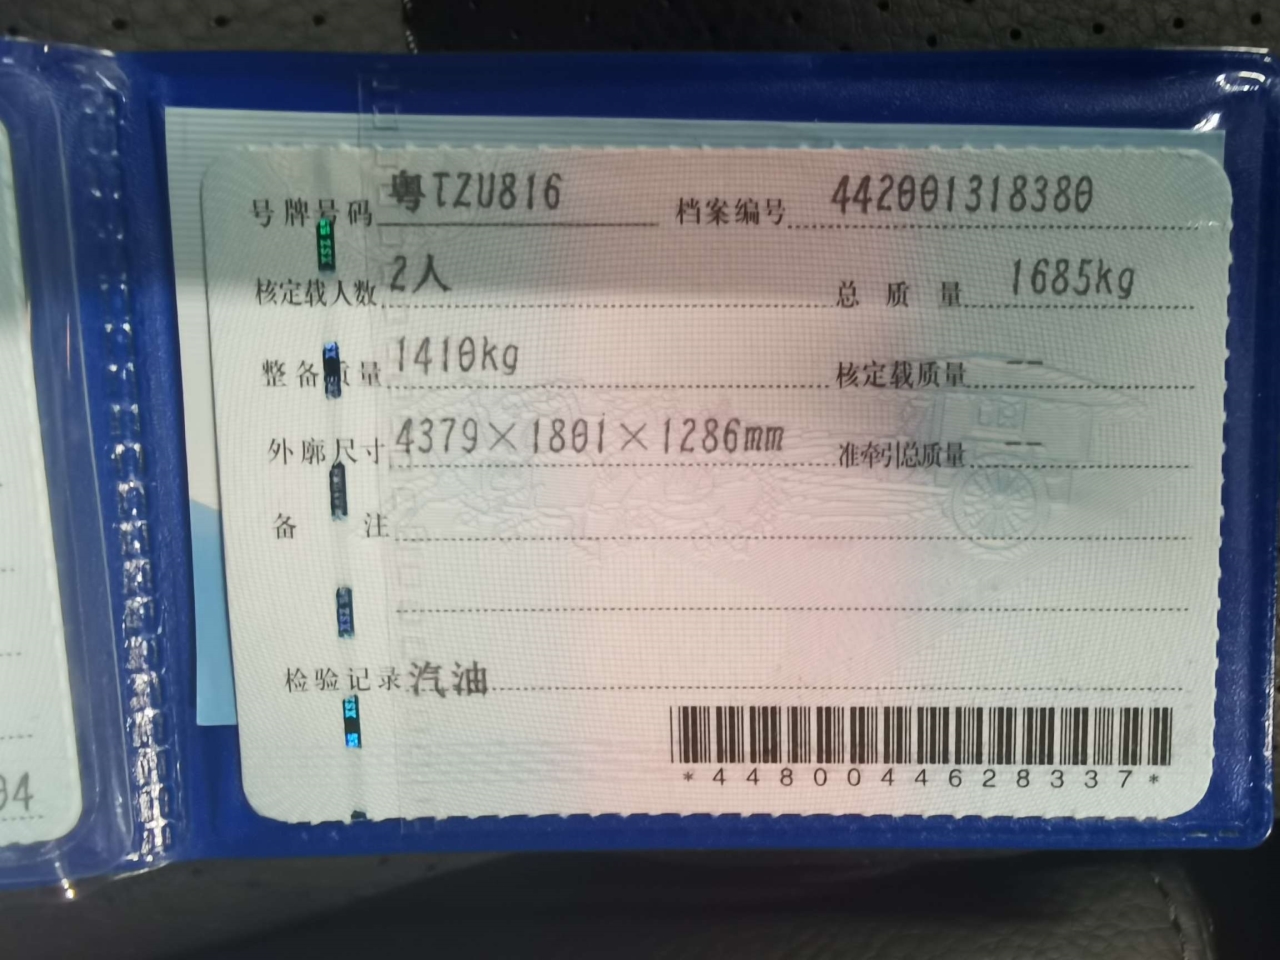 号牌号码 粤TZU816 档案编号 442001318380
核定载人数 2人 总质量 1685kg
整备质量 1410kg 核定载质量 --
外廓尺寸 4379×1801×1286mm 准牵引总质量 --
备注
检验记录 汽油
*4480044628337*
04